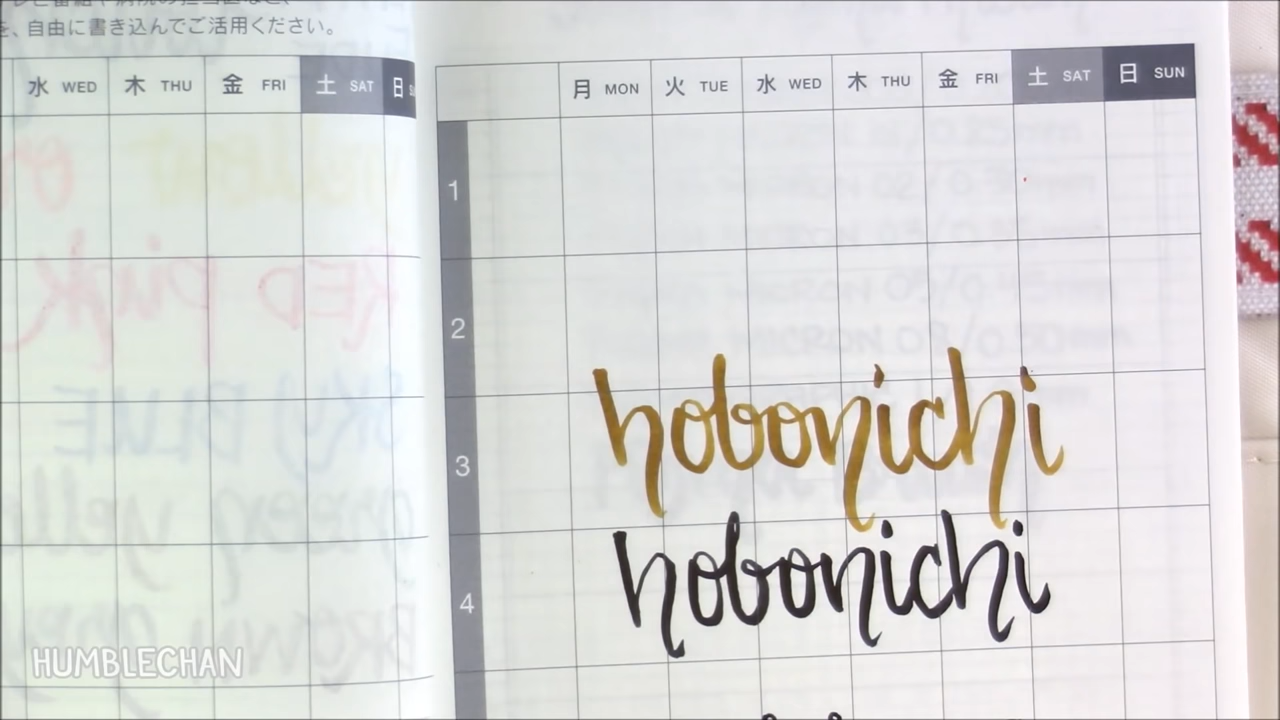 を、自由に書き込んでご活用ください。
水 WED 木 THU 金 FRI 土 SAT 日
月 MON 火 TUE 水 WED 木 THU 金 FRI 土 SAT 日 SUN
1
2
3
hobonichi
4
hobonichi
HUMBLECHAN